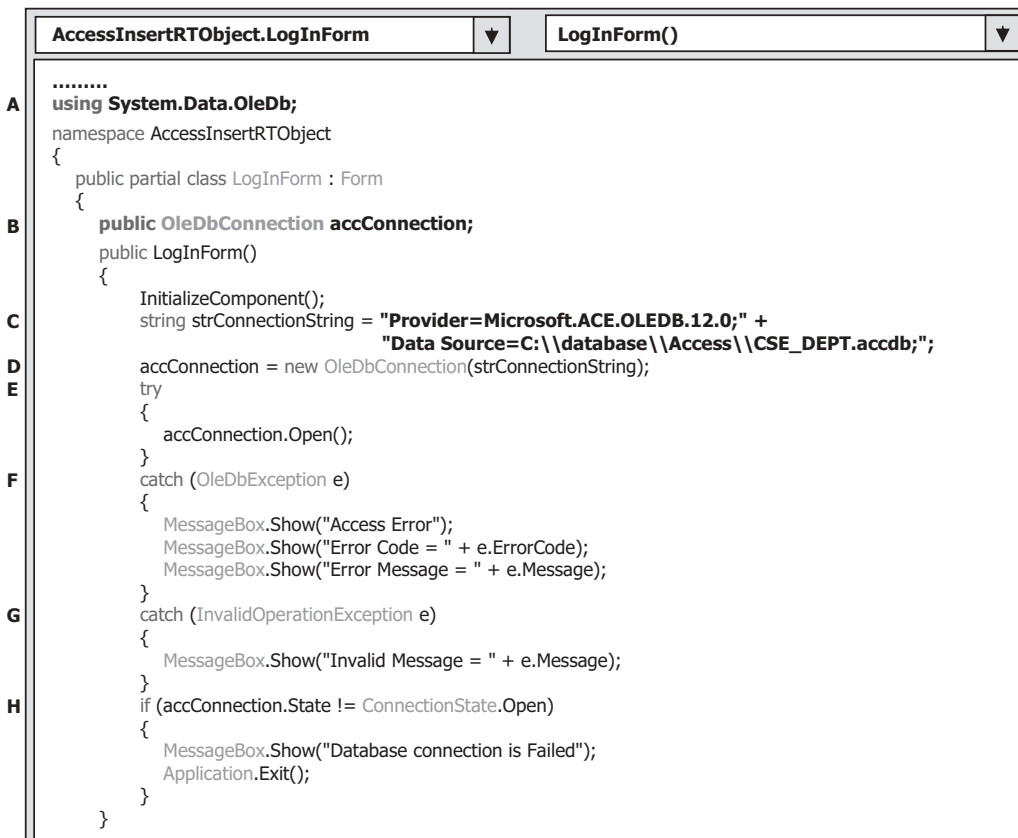 AccessInsertRTObject.LogInForm LogInForm()
.........
A using System.Data.OleDb;
namespace AccessInsertRTObject
{
public partial class LogInForm : Form
{
B public OleDbConnection accConnection;
public LogInForm()
{
InitializeComponent();
C string strConnectionString = "Provider=Microsoft.ACE.OLEDB.12.0;" +
"Data Source=C:\\database\\Access\\CSE_DEPT.accdb;";
D accConnection = new OleDbConnection(strConnectionString);
E try
{
accConnection.Open();
}
F catch (OleDbException e)
{
MessageBox.Show("Access Error");
MessageBox.Show("Error Code = " + e.ErrorCode);
MessageBox.Show("Error Message = " + e.Message);
}
G catch (InvalidOperationException e)
{
MessageBox.Show("Invalid Message = " + e.Message);
}
H if (accConnection.State != ConnectionState.Open)
{
MessageBox.Show("Database connection is Failed");
Application.Exit();
}
}